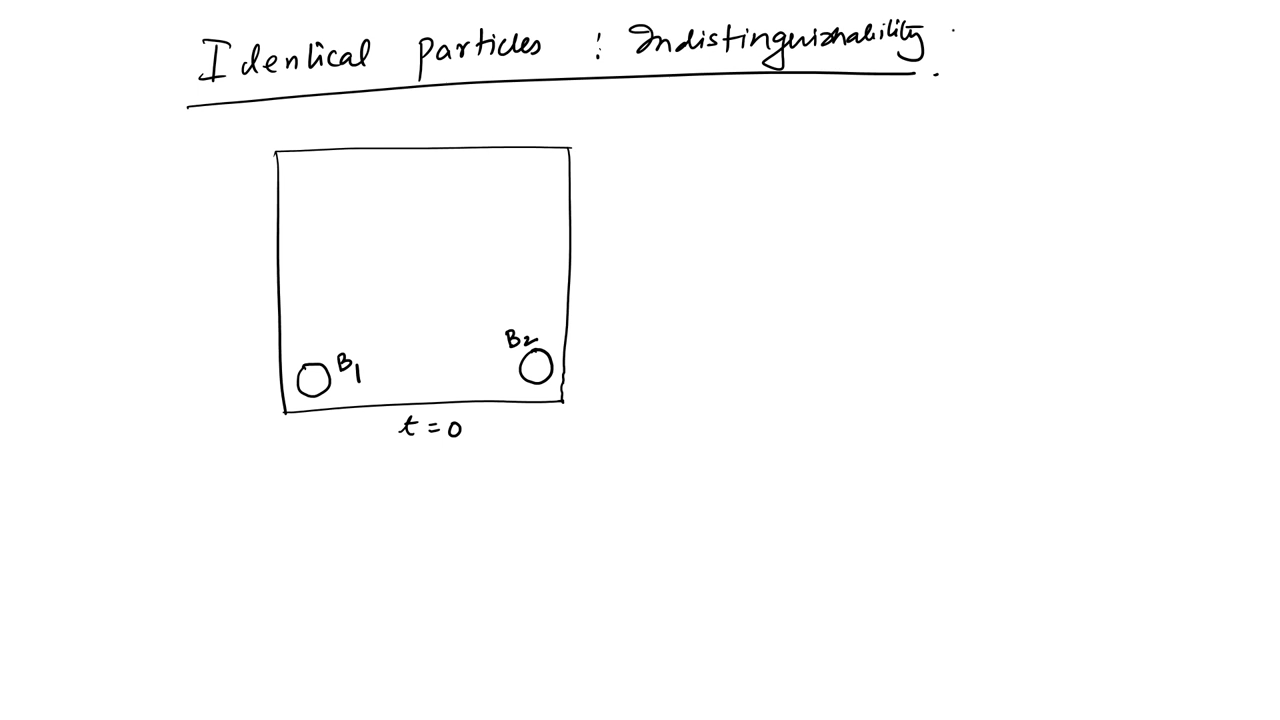 Identical particles : Indistinguishability.
B1
B2
t = 0